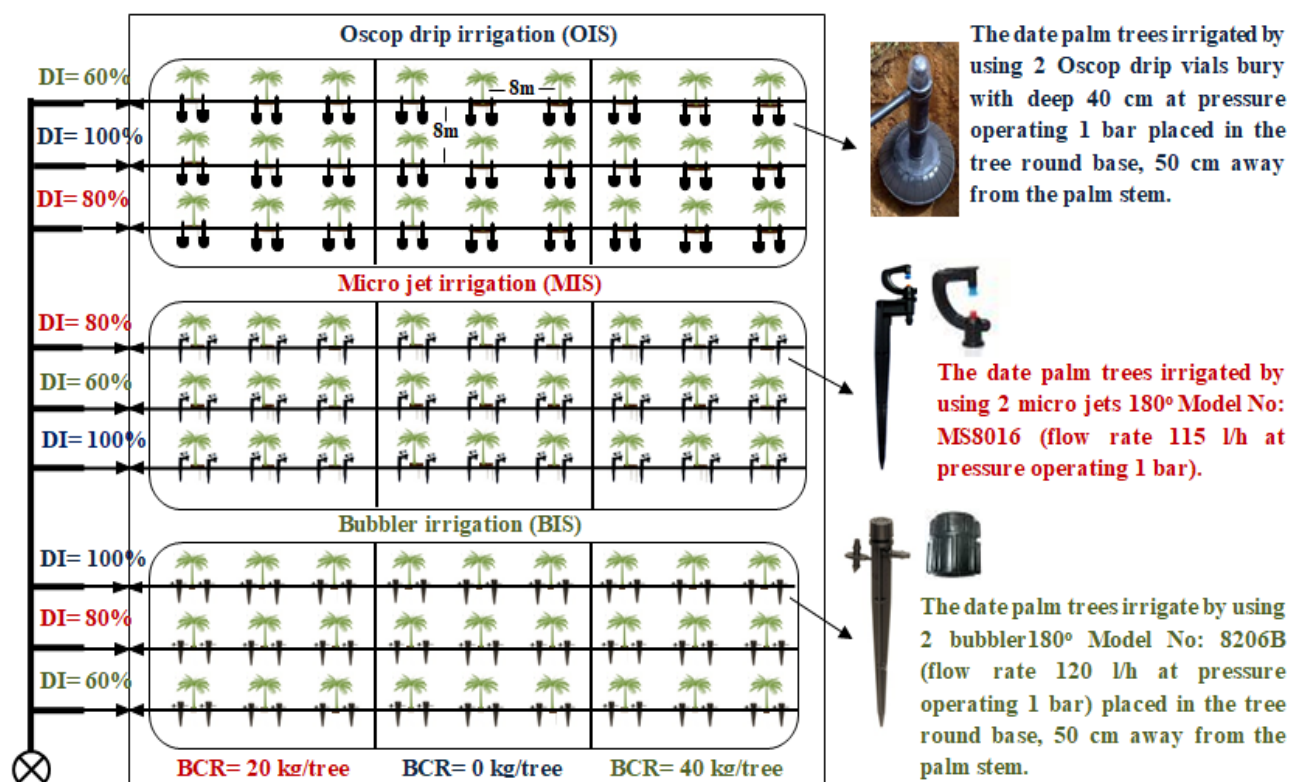 Oscop drip irrigation (OIS)
DI= 60%
8m
8m
DI= 100%
DI= 80%
The date palm trees irrigated by
using 2 Oscop drip vials bury
with deep 40 cm at pressure
operating 1 bar placed in the
tree round base, 50 cm away
from the palm stem.
Micro jet irrigation (MIS)
DI= 80%
DI= 60%
DI= 100%
The date palm trees irrigated by
using 2 micro jets 180º Model No:
MS8016 (flow rate 115 l/h at
pressure operating 1 bar).
Bubbler irrigation (BIS)
DI= 100%
DI= 80%
DI= 60%
The date palm trees irrigate by using
2 bubbler180º Model No: 8206B
(flow rate 120 l/h at pressure
operating 1 bar) placed in the tree
round base, 50 cm away from the
palm stem.
BCR= 20 kg/tree
BCR= 0 kg/tree
BCR= 40 kg/tree